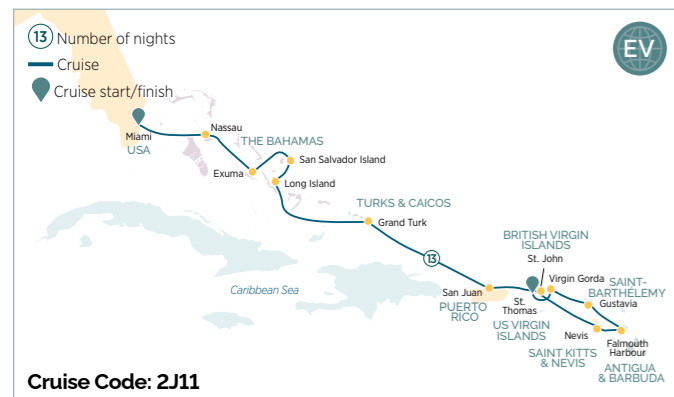 13 Number of nights
Cruise
Cruise start/finish
EV
Miami
USA
Nassau
THE BAHAMAS
San Salvador Island
Exuma
Long Island
TURKS & CAICOS
Grand Turk
13
BRITISH VIRGIN
ISLANDS
St. John
Virgin Gorda
SAINT-
BARTHÉLEMY
Gustavia
Caribbean Sea
San Juan
PUERTO
RICO
St.
Thomas
US VIRGIN
ISLANDS
Nevis
SAINT KITTS
& NEVIS
Falmouth
Harbour
ANTIGUA
& BARBUDA
Cruise Code: 2J11